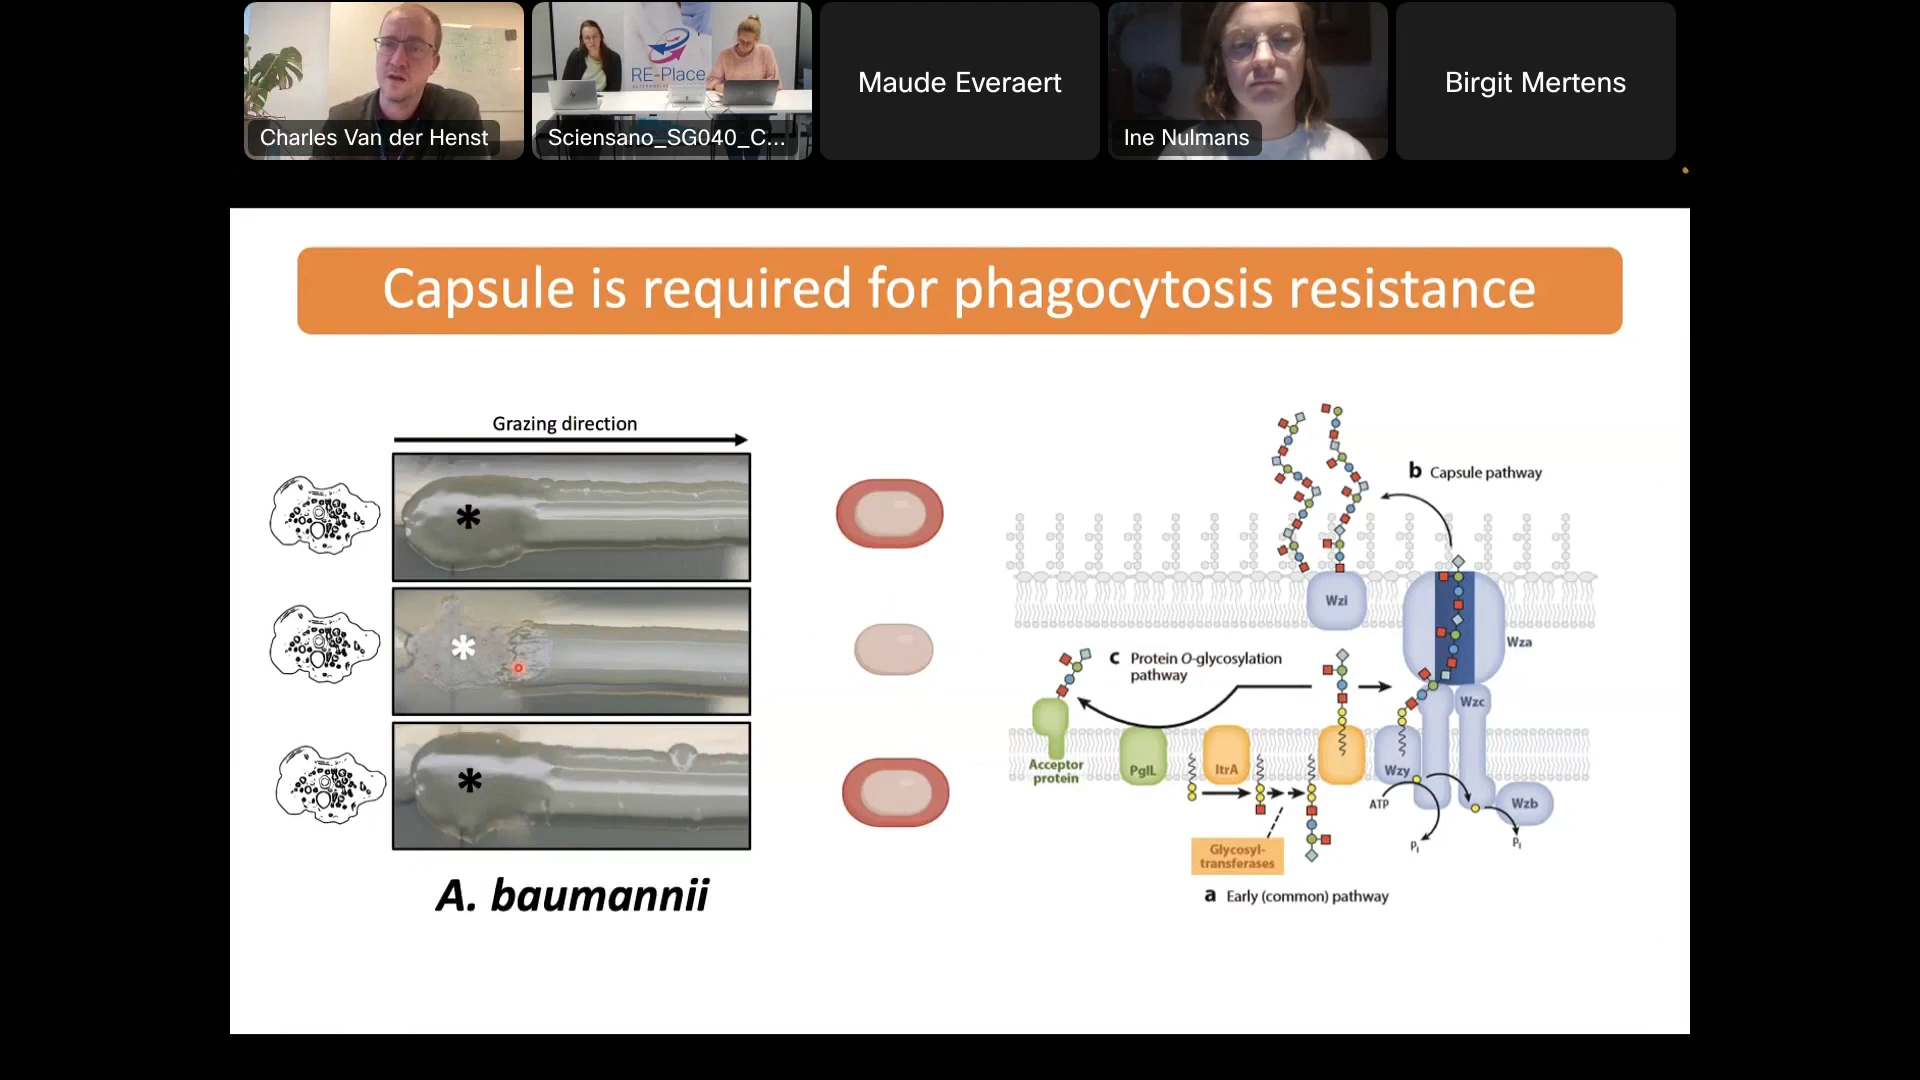 Charles Van der Henst
RE-Place
Sciensano_SG040_C...
Maude Everaert
Ine Nulmans
Birgit Mertens
Capsule is required for phagocytosis resistance
Grazing direction
*
*
*
A. baumannii
b Capsule pathway
Wzi
Wza
c Protein O-glycosylation
pathway
Wzc
Acceptor
protein
PglL
ItrA
Wzy
ATP
Wzb
Pi
Pi
Glycosyl-
transferases
a Early (common) pathway